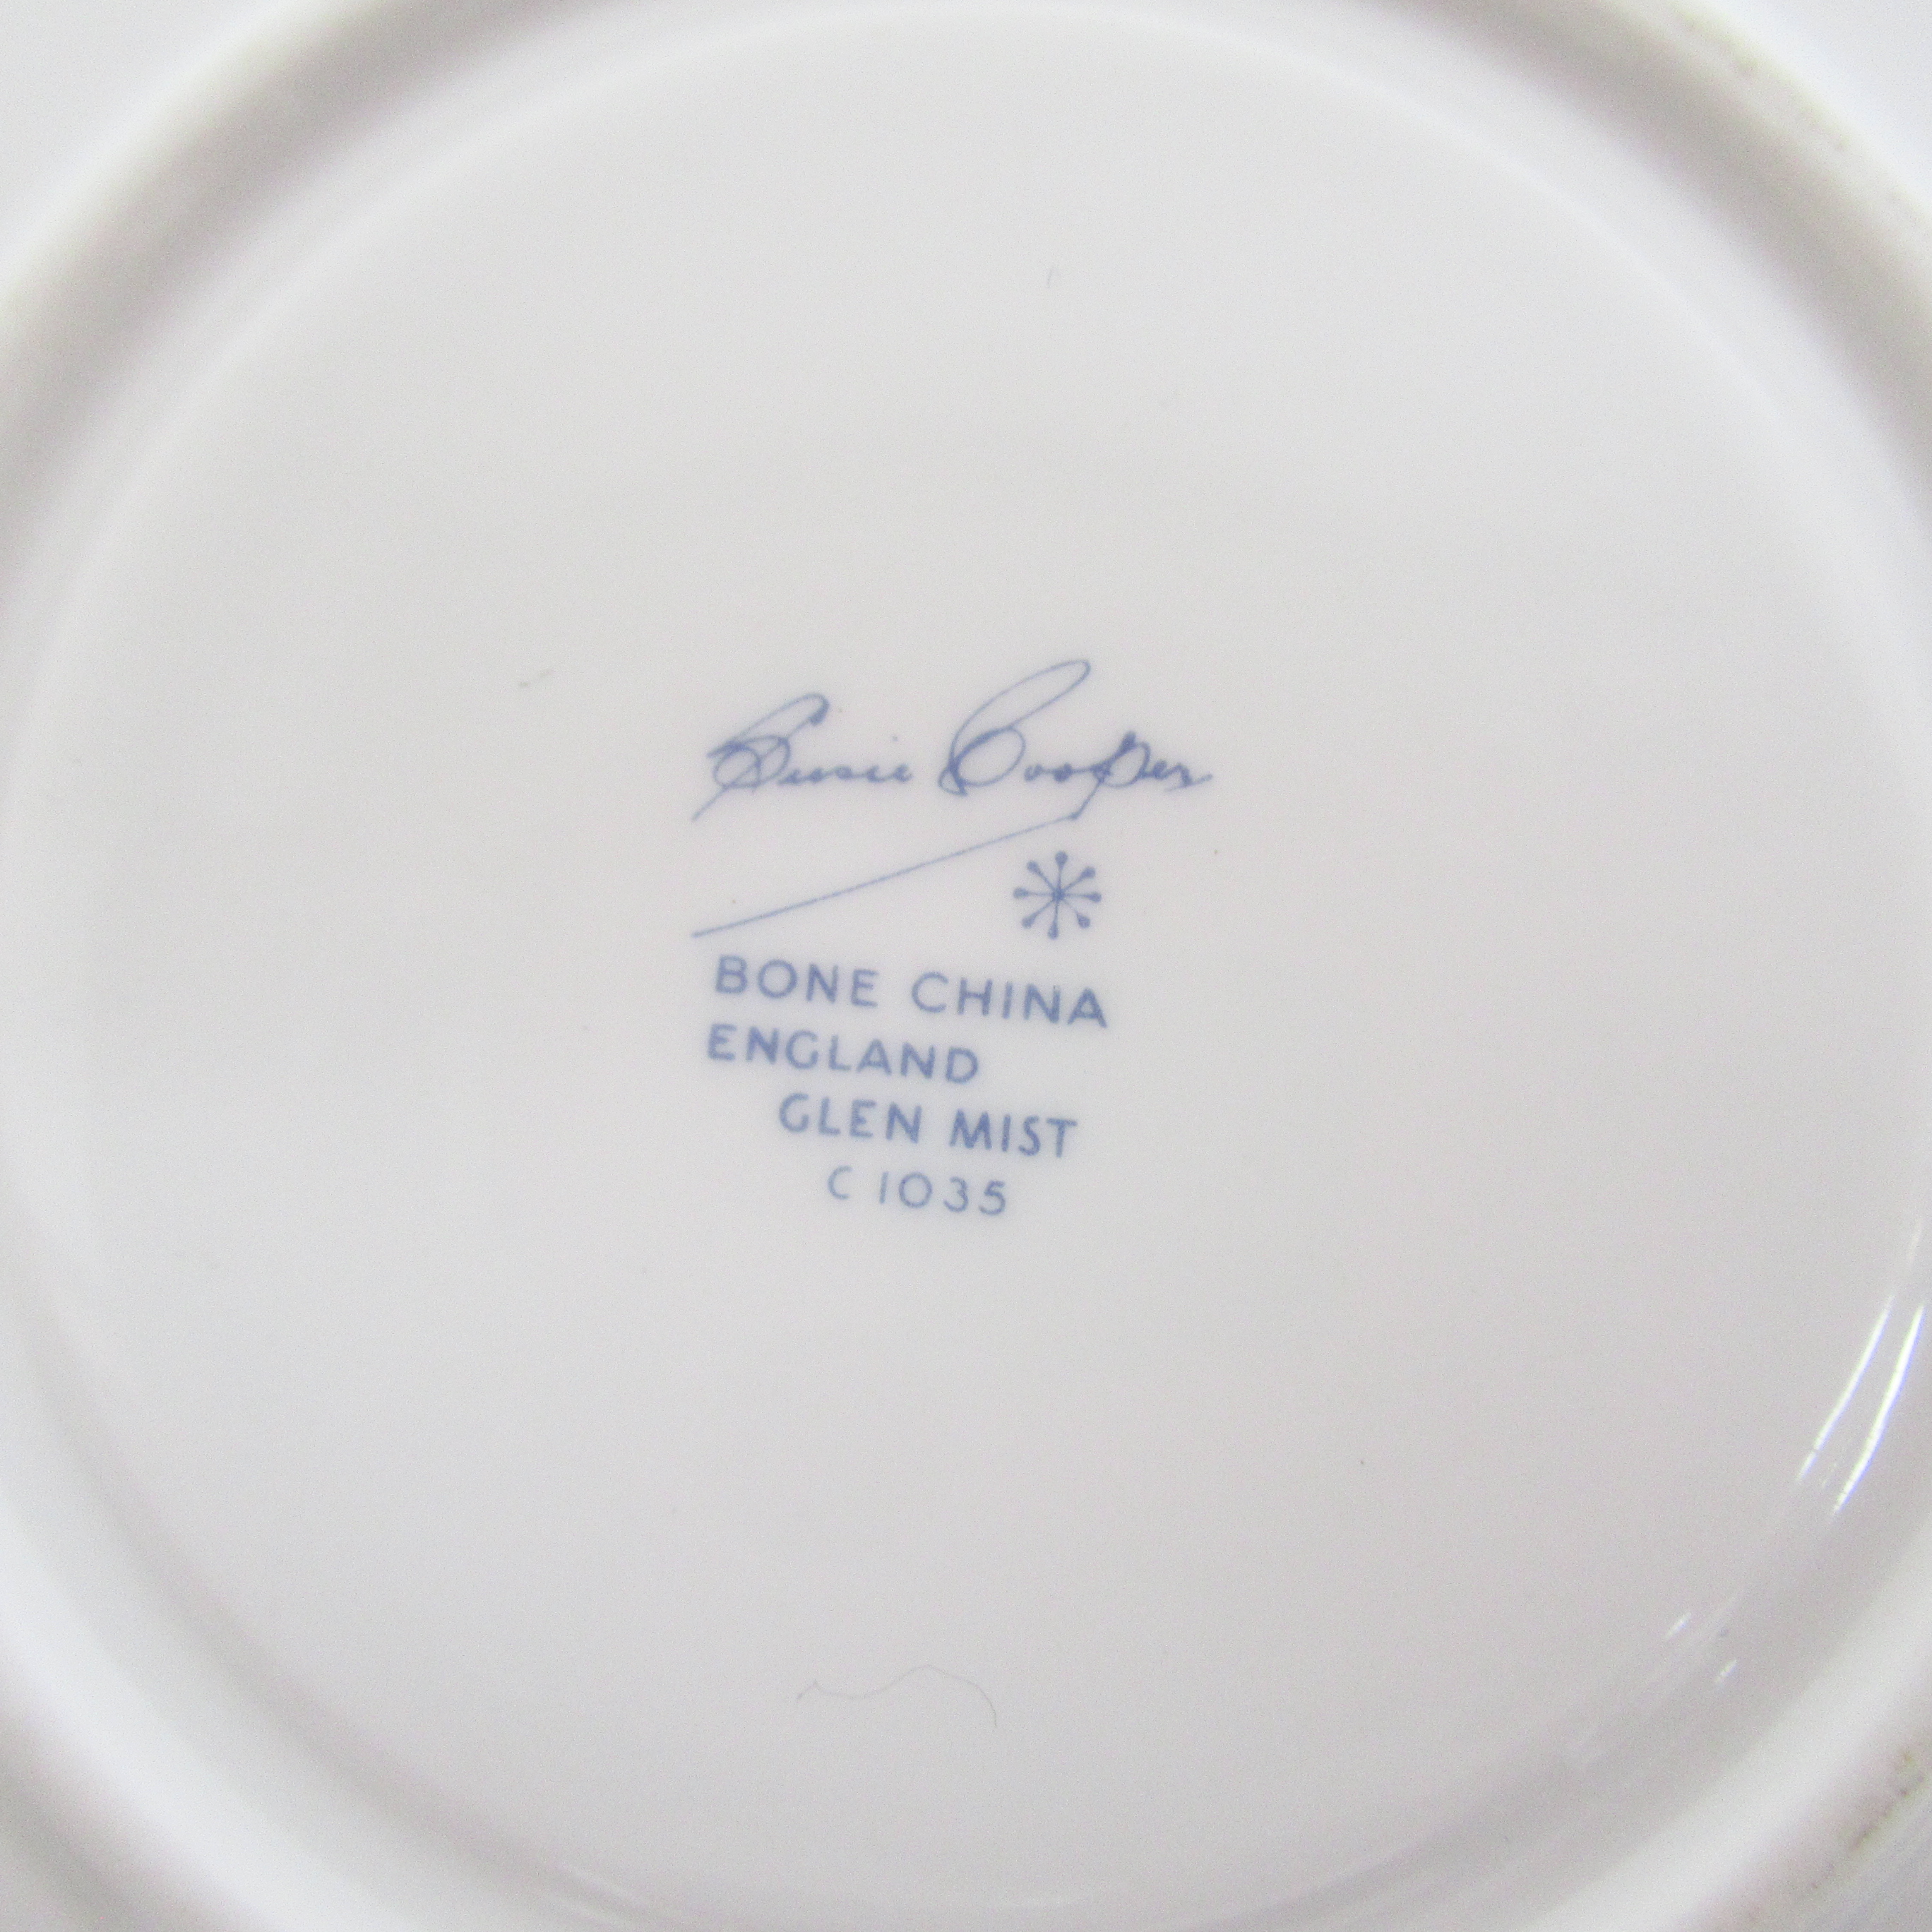 Susie Cooper
BONE CHINA
ENGLAND
GLEN MIST
C 1035